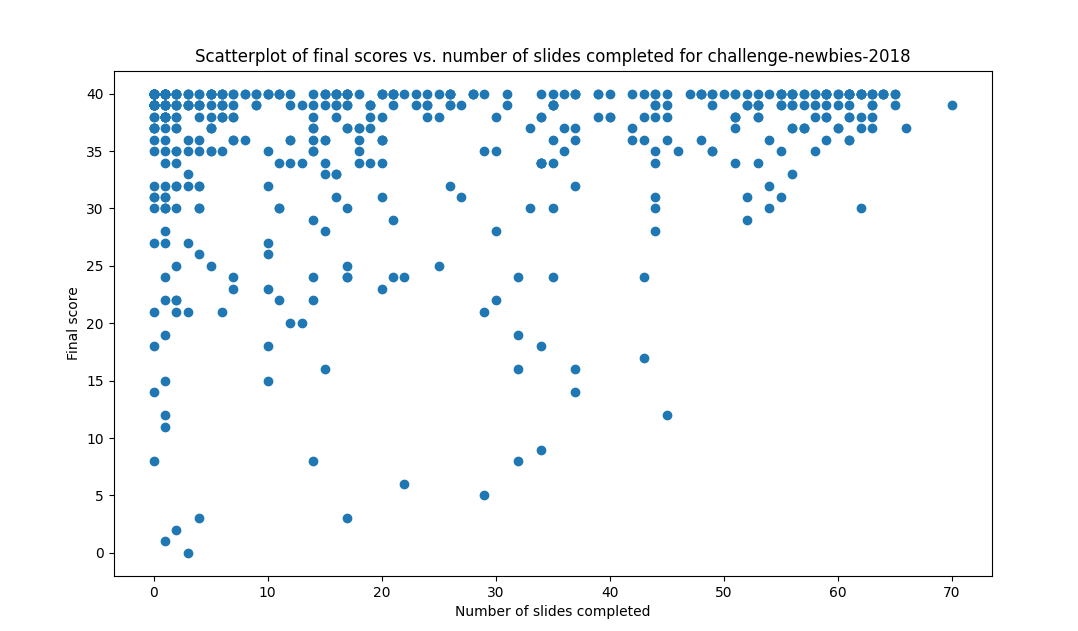 Scatterplot of final scores vs. number of slides completed for challenge-newbies-2018
40
35
30
25
20
15
10
5
0
Final score
0 10 20 30 40 50 60 70
Number of slides completed